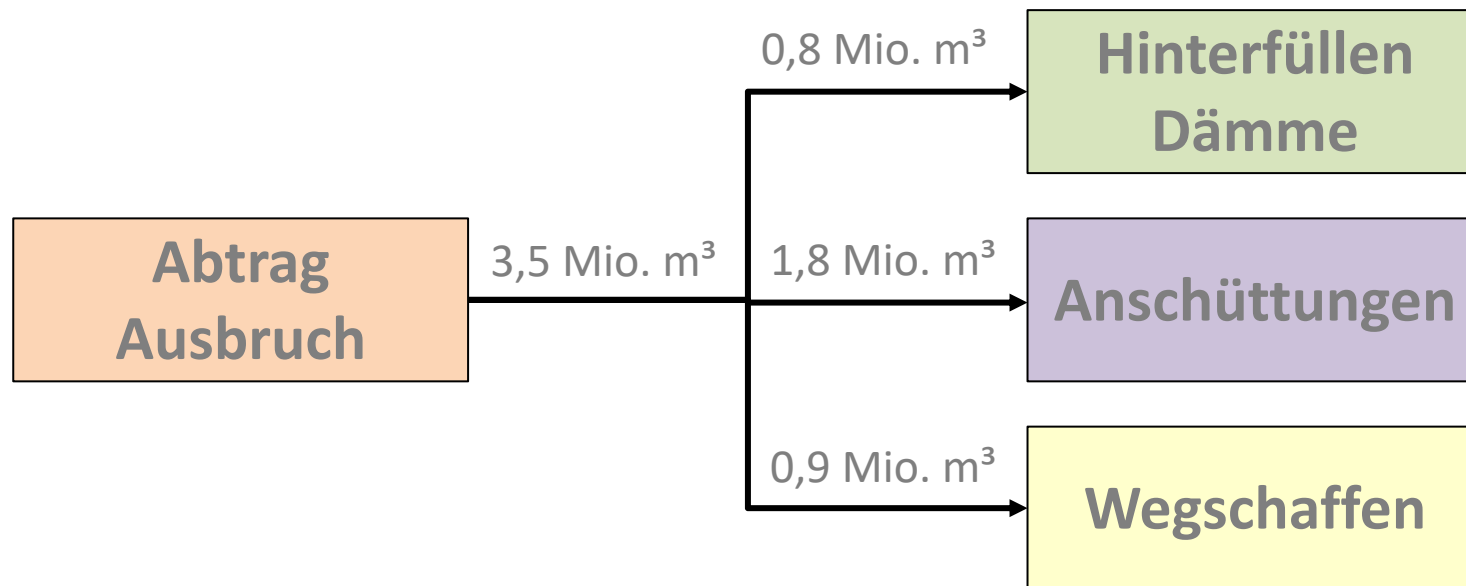 0,8 Mio. m³
Hinterfüllen
Dämme
Abtrag
Ausbruch
3,5 Mio. m³
1,8 Mio. m³
Anschüttungen
0,9 Mio. m³
Wegschaffen